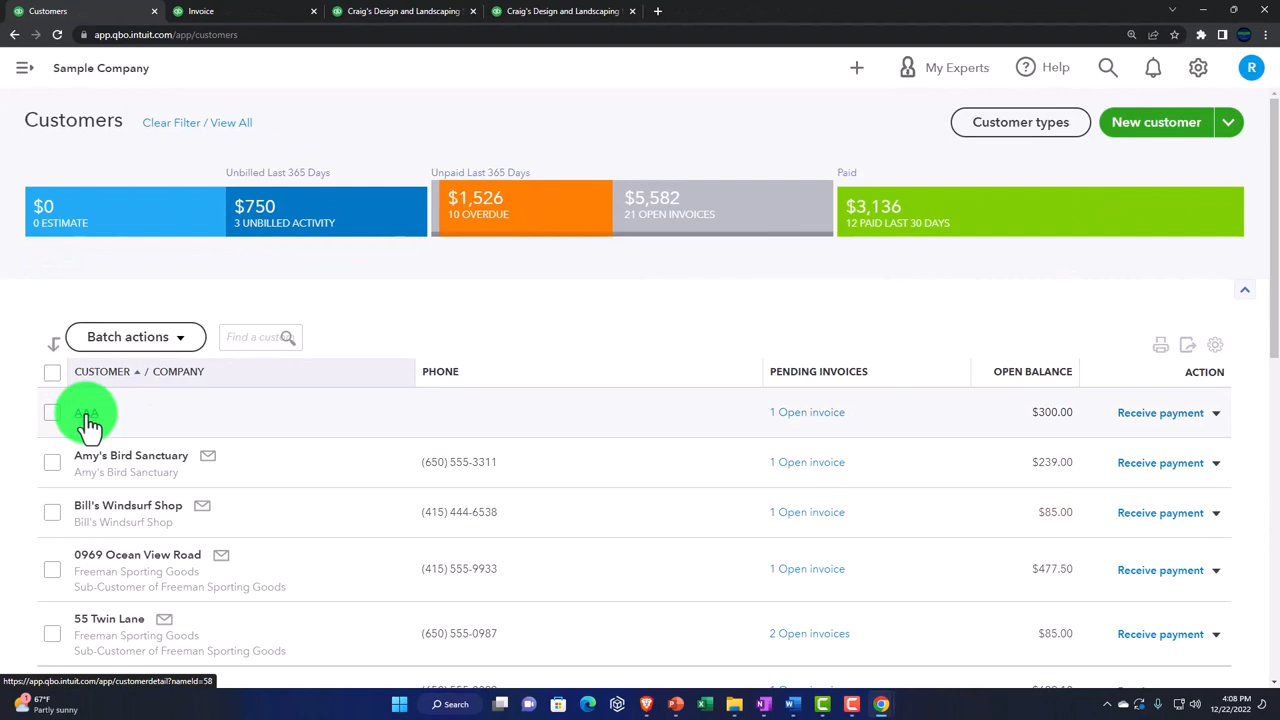 Customers
Invoice
Craig's Design and Landscaping
Craig's Design and Landscaping
app.qbo.intuit.com/app/customers
Sample Company
My Experts
Help
R
Customers
Clear Filter / View All
Customer types
New customer
Unbilled Last 365 Days
Unpaid Last 365 Days
Paid
$0
0 ESTIMATE
$750
3 UNBILLED ACTIVITY
$1,526
10 OVERDUE
$5,582
21 OPEN INVOICES
$3,136
12 PAID LAST 30 DAYS
Batch actions
Find a custo
CUSTOMER / COMPANY
PHONE
PENDING INVOICES
OPEN BALANCE
ACTION
AAA
1 Open invoice
$300.00
Receive payment
Amy's Bird Sanctuary
Amy's Bird Sanctuary
(650) 555-3311
1 Open invoice
$239.00
Receive payment
Bill's Windsurf Shop
Bill's Windsurf Shop
(415) 444-6538
1 Open invoice
$85.00
Receive payment
0969 Ocean View Road
Freeman Sporting Goods
Sub-Customer of Freeman Sporting Goods
(415) 555-9933
1 Open invoice
$477.50
Receive payment
55 Twin Lane
Freeman Sporting Goods
Sub-Customer of Freeman Sporting Goods
(650) 555-0987
2 Open invoices
$85.00
Receive payment
https://app.qbo.intuit.com/app/customerdetail?nameId=58
67°F
Partly sunny
Search
4:08 PM
12/22/2022